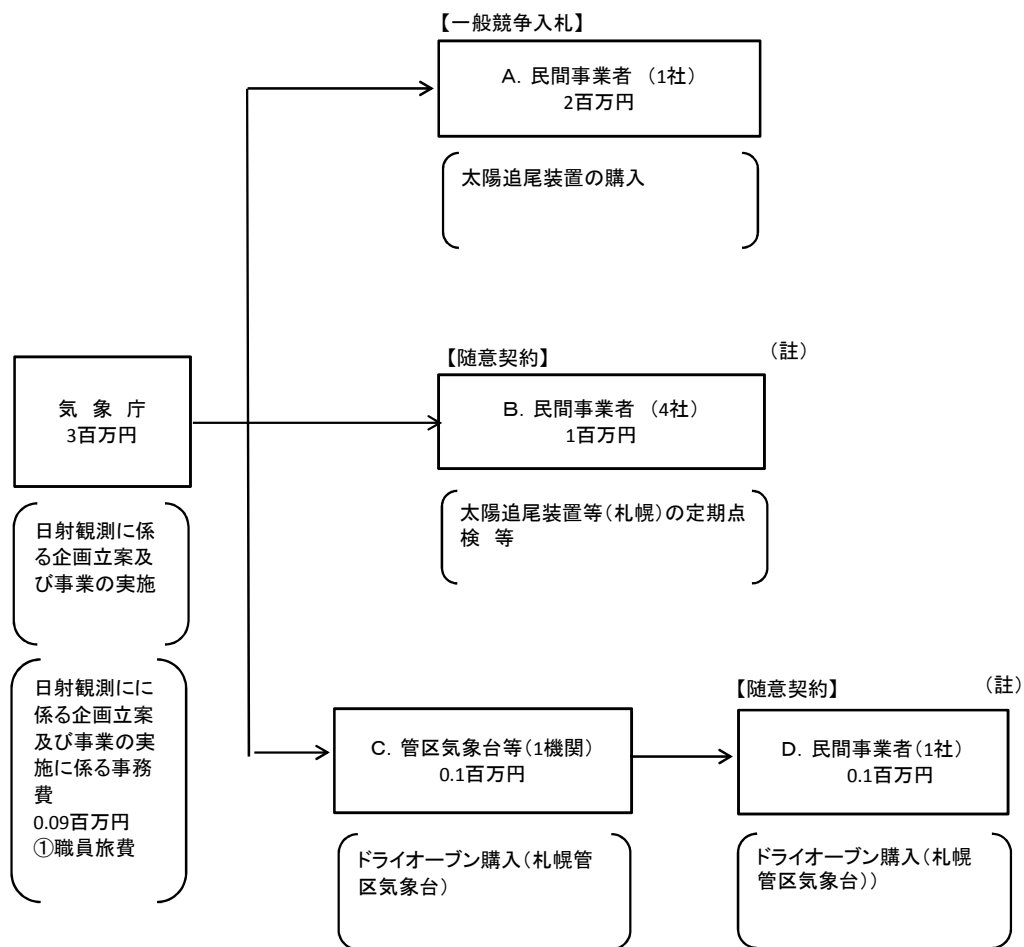 【一般競争入札】
A. 民間事業者 （1社）
2百万円
太陽追尾装置の購入
【随意契約】
（註）
気 象 庁
3百万円
B. 民間事業者 （4社）
1百万円
日射観測に係
る企画立案及
び事業の実施
太陽追尾装置等(札幌)の定期点
検 等
日射観測にに
係る企画立案
及び事業の実
施に係る事務
費
0.09百万円
①職員旅費
【随意契約】
（註）
C. 管区気象台等(1機関)
0.1百万円
D. 民間事業者(1社)
0.1百万円
ドライオーブン購入(札幌管
区気象台)
ドライオーブン購入(札幌
管区気象台))